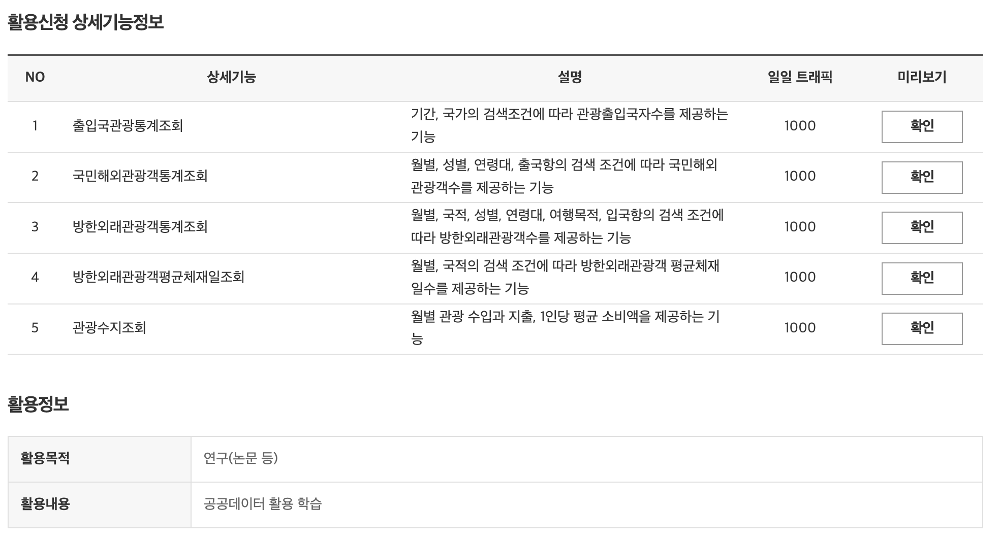 활용신청 상세기능정보
NO 상세기능 설명 일일 트래픽 미리보기
1 출입국관광통계조회 기간, 국가의 검색조건에 따라 관광출입국자수를 제공하는
기능 1000 확인
2 국민해외관광객통계조회 월별, 성별, 연령대, 출국항의 검색 조건에 따라 국민해외
관광객수를 제공하는 기능 1000 확인
3 방한외래관광객통계조회 월별, 국적, 성별, 연령대, 여행목적, 입국항의 검색 조건에
따라 방한외래관광객수를 제공하는 기능 1000 확인
4 방한외래관광객평균체재일조회 월별, 국적의 검색 조건에 따라 방한외래관광객 평균체재
일수를 제공하는 기능 1000 확인
5 관광수지조회 월별 관광 수입과 지출, 1인당 평균 소비액을 제공하는 기
능 1000 확인
활용정보
활용목적 연구(논문 등)
활용내용 공공데이터 활용 학습